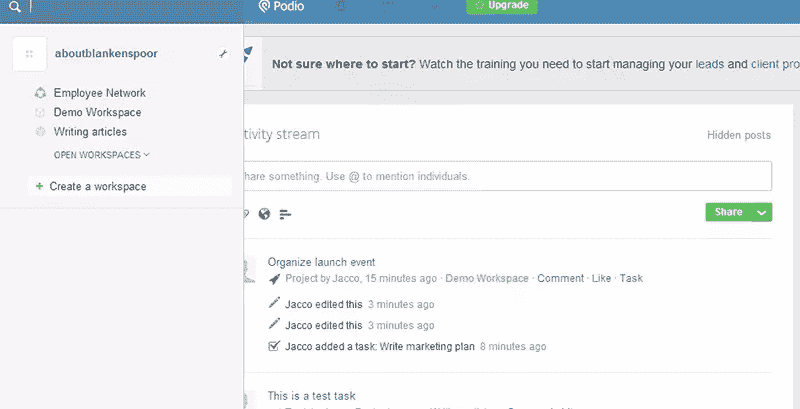 Podio
Upgrade
aboutblankenspoor
Employee Network
Demo Workspace
Writing articles
OPEN WORKSPACES
+ Create a workspace
Not sure where to start? Watch the training you need to start managing your leads and client pro
tivity stream
Hidden posts
hare something. Use @ to mention individuals.
Share
Organize launch event
Project by Jacco, 15 minutes ago · Demo Workspace · Comment · Like · Task
Jacco edited this 3 minutes ago
Jacco edited this 3 minutes ago
Jacco added a task: Write marketing plan 8 minutes ago
This is a test task